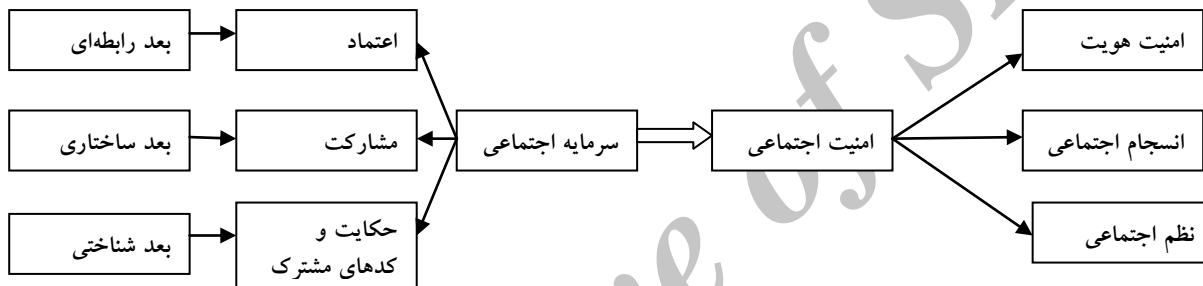 امنیت هویت
اعتماد
بعد رابطه‌ای
انسجام اجتماعی
امنیت اجتماعی
سرمایه اجتماعی
مشارکت
بعد ساختاری
نظم اجتماعی
حکایت و
کدهای مشترک
بعد شناختی
of